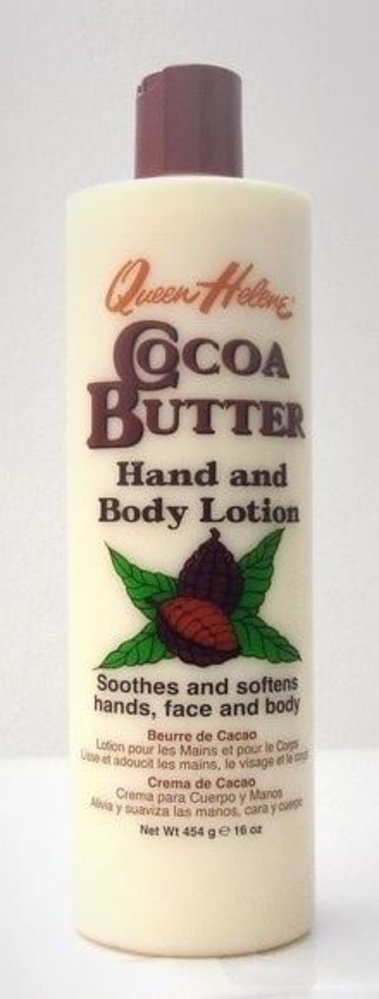 Queen Helene
COCOA
BUTTER
Hand and
Body Lotion
Soothes and softens
hands, face and body
Beurre de Cacao
Lotion pour les Mains et pour le Corps
Lisse et adoucit les mains, le visage et le corps
Crema de Cacao
Crema para Cuerpo y Manos
Alivia y suaviza las manos, cara y cuerpo
Net Wt 454 g ℮ 16 oz